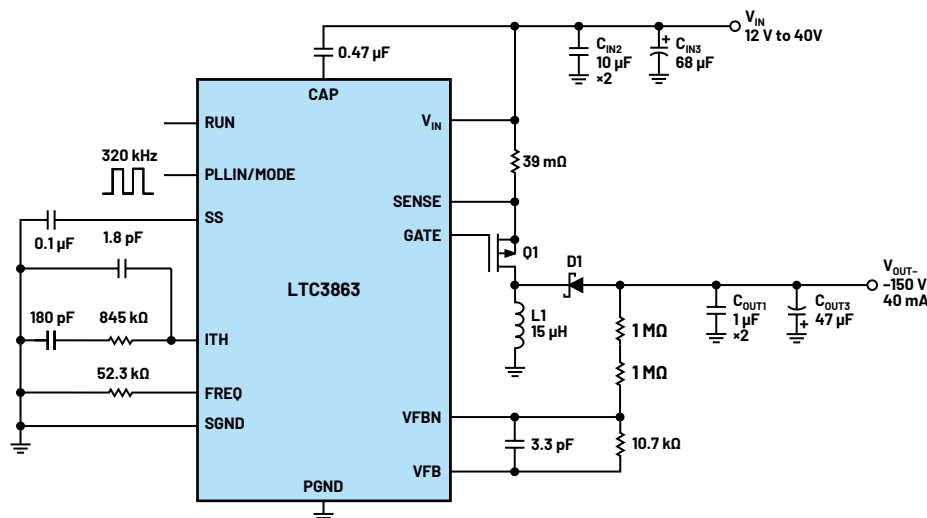 V_IN
12 V to 40V
0.47 µF
C_IN2
10 µF
×2
C_IN3
68 µF
CAP
RUN
V_IN
320 kHz
39 mΩ
PLLIN/MODE
SENSE
SS
0.1 µF
1.8 pF
GATE
Q1
D1
V_OUT–
–150 V
40 mA
LTC3863
L1
15 µH
C_OUT1
1 µF
×2
C_OUT3
47 µF
180 pF
845 kΩ
ITH
1 MΩ
1 MΩ
52.3 kΩ
FREQ
SGND
VFBN
3.3 pF
10.7 kΩ
VFB
PGND